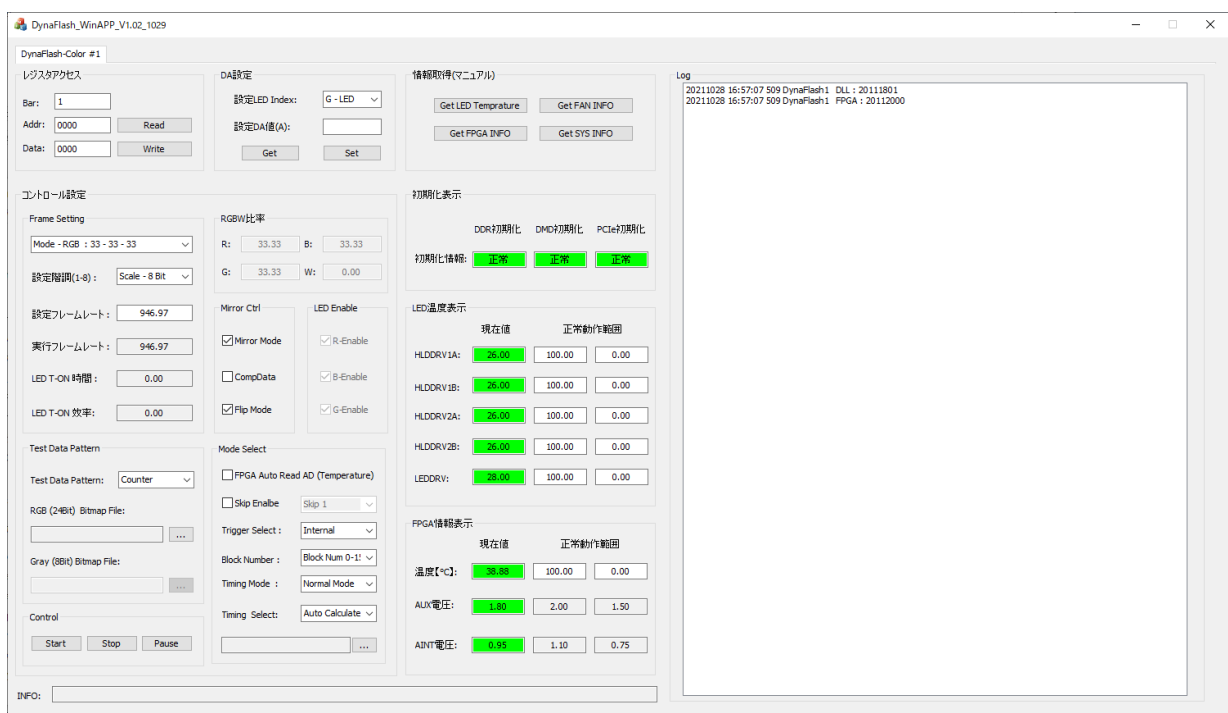 DynaFlash_WinAPP_V1.02_1029
DynaFlash-Color #1
レジスタアクセス
Bar: 1
Addr: 0000 Read
Data: 0000 Write
DA設定
設定LED Index: G - LED
設定DA値(A):
Get Set
情報取得(マニュアル)
Get LED Temprature Get FAN INFO
Get FPGA INFO Get SYS INFO
Log
20211028 16:57:07 509 DynaFlash1 DLL : 20111801
20211028 16:57:07 509 DynaFlash1 FPGA : 20112000
コントロール設定
Frame Setting
Mode - RGB : 33 - 33 - 33
設定階調(1-8) : Scale - 8 Bit
設定フレームレート : 946.97
実行フレームレート : 946.97
LED T-ON 時間 : 0.00
LED T-ON 効率: 0.00
RGBW比率
R: 33.33 B: 33.33
G: 33.33 W: 0.00
Mirror Ctrl
Mirror Mode
CompData
Flip Mode
LED Enable
R-Enable
B-Enable
G-Enable
Test Data Pattern
Test Data Pattern: Counter
RGB (24Bit) Bitmap File:
...
Gray (8Bit) Bitmap File:
...
Control
Start Stop Pause
Mode Select
FPGA Auto Read AD (Temperature)
Skip Enalbe Skip 1
Trigger Select : Internal
Block Number : Block Num 0-1
Timing Mode : Normal Mode
Timing Select: Auto Calculate
...
初期化表示
DDR初期化 DMD初期化 PCIe初期化
初期化情報: 正常 正常 正常
LED温度表示
現在値 正常動作範囲
HLDDRV1A: 26.00 100.00 0.00
HLDDRV1B: 26.00 100.00 0.00
HLDDRV2A: 26.00 100.00 0.00
HLDDRV2B: 26.00 100.00 0.00
LEDDRV: 28.00 100.00 0.00
FPGA情報表示
現在値 正常動作範囲
温度【℃】: 38.88 100.00 0.00
AUX電圧: 1.80 2.00 1.50
AINT電圧: 0.95 1.10 0.75
INFO: